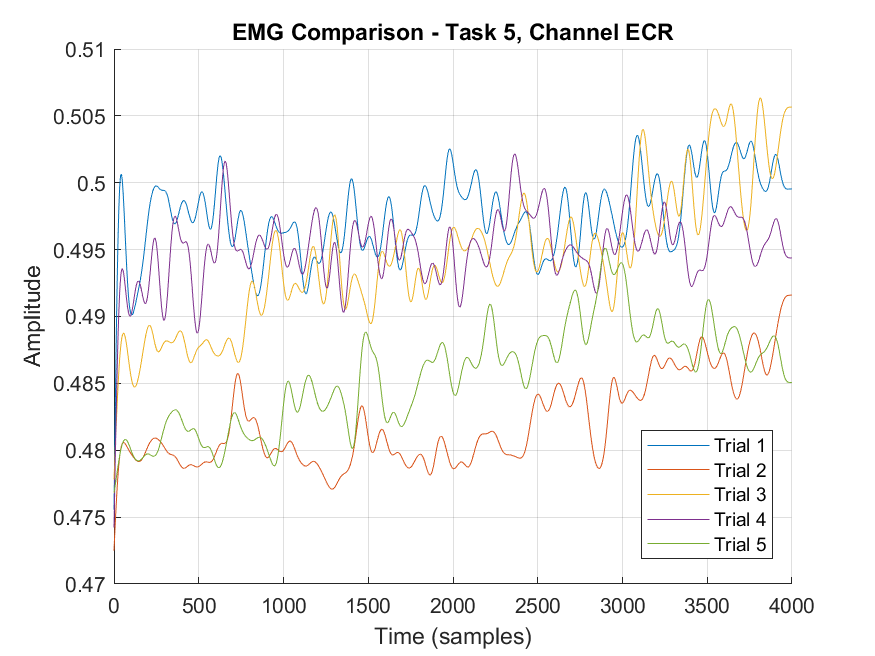 EMG Comparison - Task 5, Channel ECR
0.51
0.505
0.5
0.495
0.49
0.485
0.48
0.475
0.47
Amplitude
Trial 1
Trial 2
Trial 3
Trial 4
Trial 5
0 500 1000 1500 2000 2500 3000 3500 4000
Time (samples)